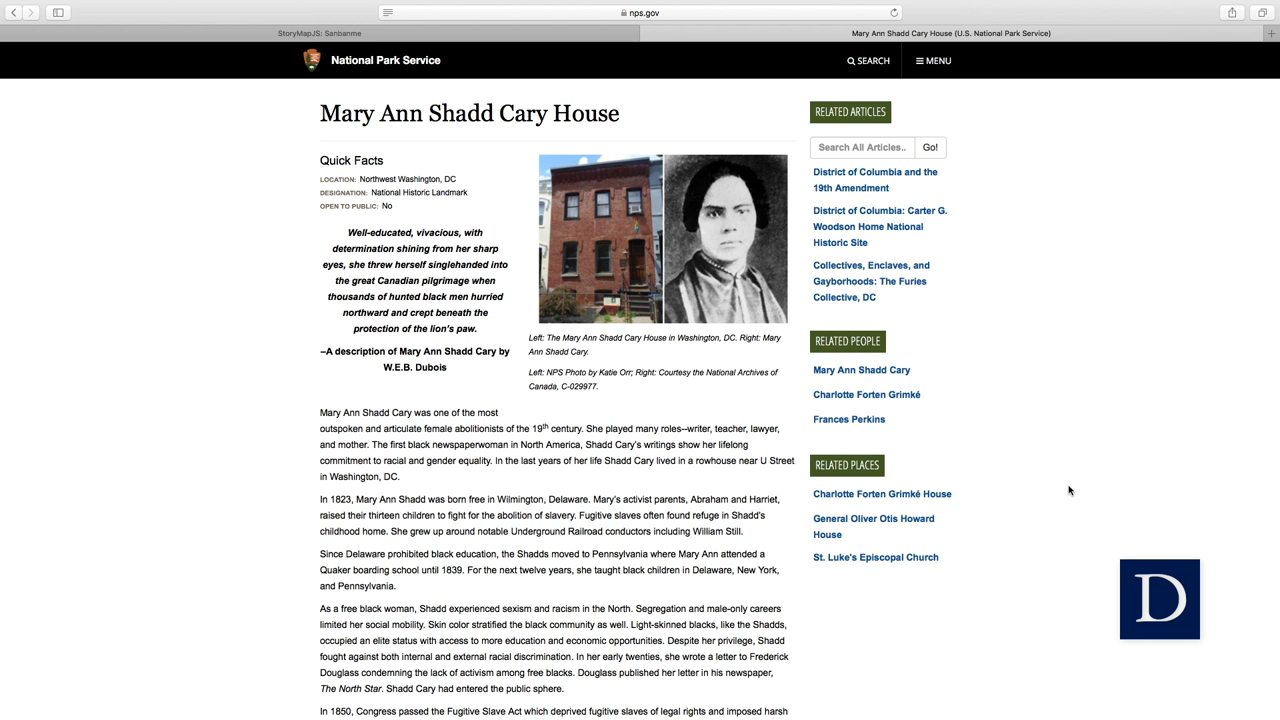 nps.gov
StoryMapJS: Sanbanme
Mary Ann Shadd Cary House (U.S. National Park Service)
National Park Service
SEARCH
MENU
Mary Ann Shadd Cary House
Quick Facts
LOCATION: Northwest Washington, DC
DESIGNATION: National Historic Landmark
OPEN TO PUBLIC: No
Well-educated, vivacious, with
determination shining from her sharp
eyes, she threw herself singlehanded into
the great Canadian pilgrimage when
thousands of hunted black men hurried
northward and crept beneath the
protection of the lion's paw.
–A description of Mary Ann Shadd Cary by
W.E.B. Dubois
Left: The Mary Ann Shadd Cary House in Washington, DC. Right: Mary
Ann Shadd Cary.
Left: NPS Photo by Katie Orr; Right: Courtesy the National Archives of
Canada, C-029977.
Mary Ann Shadd Cary was one of the most
outspoken and articulate female abolitionists of the 19th century. She played many roles--writer, teacher, lawyer,
and mother. The first black newspaperwoman in North America, Shadd Cary's writings show her lifelong
commitment to racial and gender equality. In the last years of her life Shadd Cary lived in a rowhouse near U Street
in Washington, DC.
In 1823, Mary Ann Shadd was born free in Wilmington, Delaware. Mary's activist parents, Abraham and Harriet,
raised their thirteen children to fight for the abolition of slavery. Fugitive slaves often found refuge in Shadd's
childhood home. She grew up around notable Underground Railroad conductors including William Still.
Since Delaware prohibited black education, the Shadds moved to Pennsylvania where Mary Ann attended a
Quaker boarding school until 1839. For the next twelve years, she taught black children in Delaware, New York,
and Pennsylvania.
As a free black woman, Shadd experienced sexism and racism in the North. Segregation and male-only careers
limited her social mobility. Skin color stratified the black community as well. Light-skinned blacks, like the Shadds,
occupied an elite status with access to more education and economic opportunities. Despite her privilege, Shadd
fought against both internal and external racial discrimination. In her early twenties, she wrote a letter to Frederick
Douglass condemning the lack of activism among free blacks. Douglass published her letter in his newspaper,
The North Star. Shadd Cary had entered the public sphere.
In 1850, Congress passed the Fugitive Slave Act which deprived fugitive slaves of legal rights and imposed harsh
RELATED ARTICLES
Search All Articles.. Go!
District of Columbia and the
19th Amendment
District of Columbia: Carter G.
Woodson Home National
Historic Site
Collectives, Enclaves, and
Gayborhoods: The Furies
Collective, DC
RELATED PEOPLE
Mary Ann Shadd Cary
Charlotte Forten Grimké
Frances Perkins
RELATED PLACES
Charlotte Forten Grimké House
General Oliver Otis Howard
House
St. Luke's Episcopal Church
D